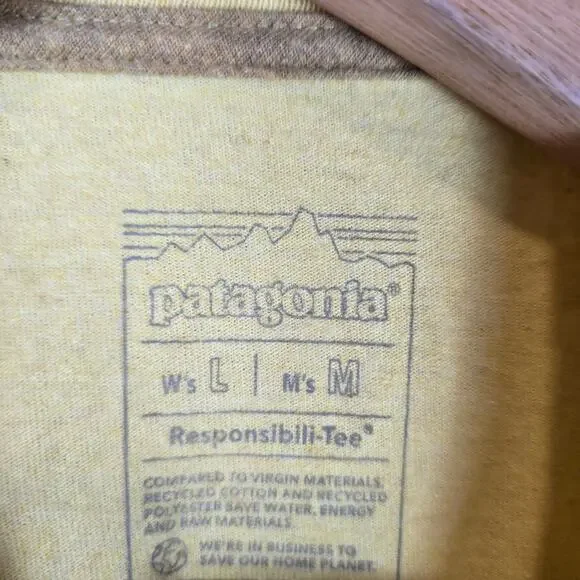 patagonia®
W's L | M's M
Responsibili-Tee®
COMPARED TO VIRGIN MATERIALS,
RECYCLED COTTON AND RECYCLED
POLYESTER SAVE WATER, ENERGY
AND RAW MATERIALS.
WE'RE IN BUSINESS TO
SAVE OUR HOME PLANET.